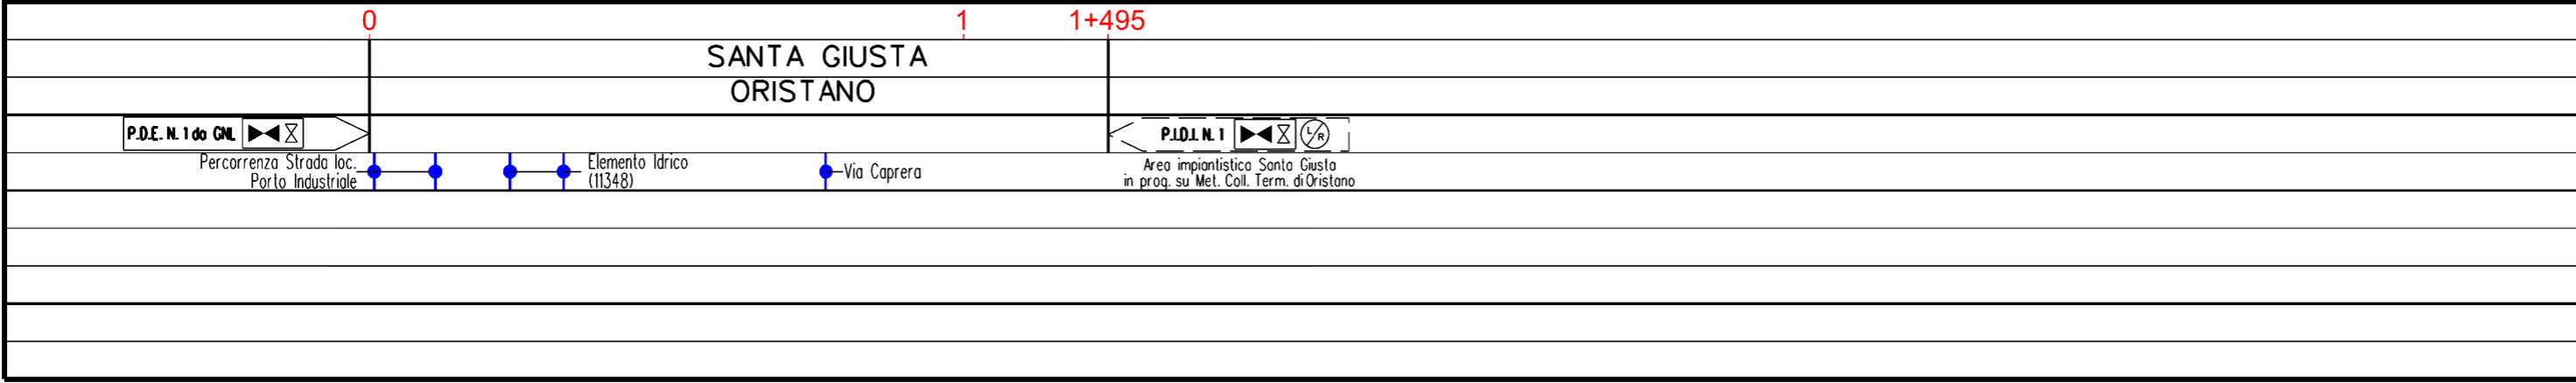 0 1 1+495
SANTA GIUSTA
ORISTANO
P.D.E. N. 1 da GNL
P.I.D.I. N. 1 L/R
Percorrenza Strada loc.
Porto Industriale
Elemento Idrico
(11348)
Via Caprera
Area impiantistica Santa Giusta
in prog. su Met. Coll. Term. di Oristano